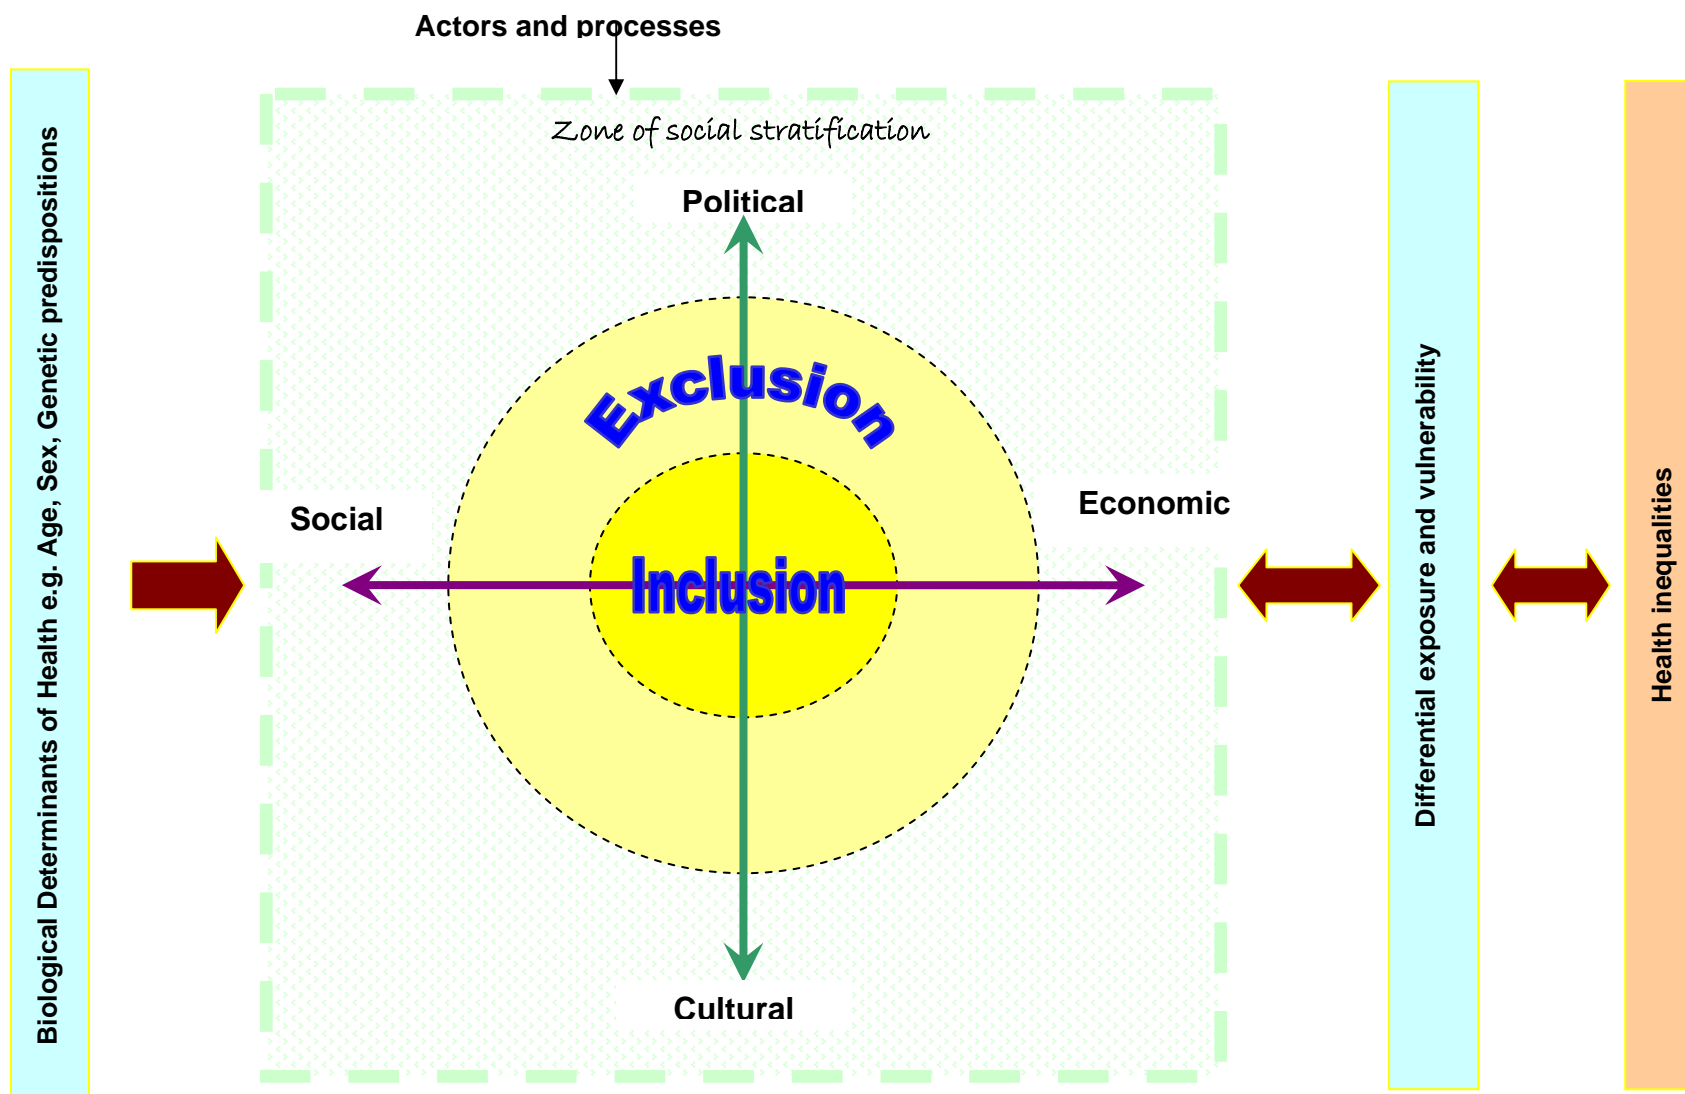 Actors and processes
Zone of social stratification
Political
Biological Determinants of Health e.g. Age, Sex, Genetic predispositions
Exclusion
Social
Economic
Inclusion
Cultural
Differential exposure and vulnerability
Health inequalities